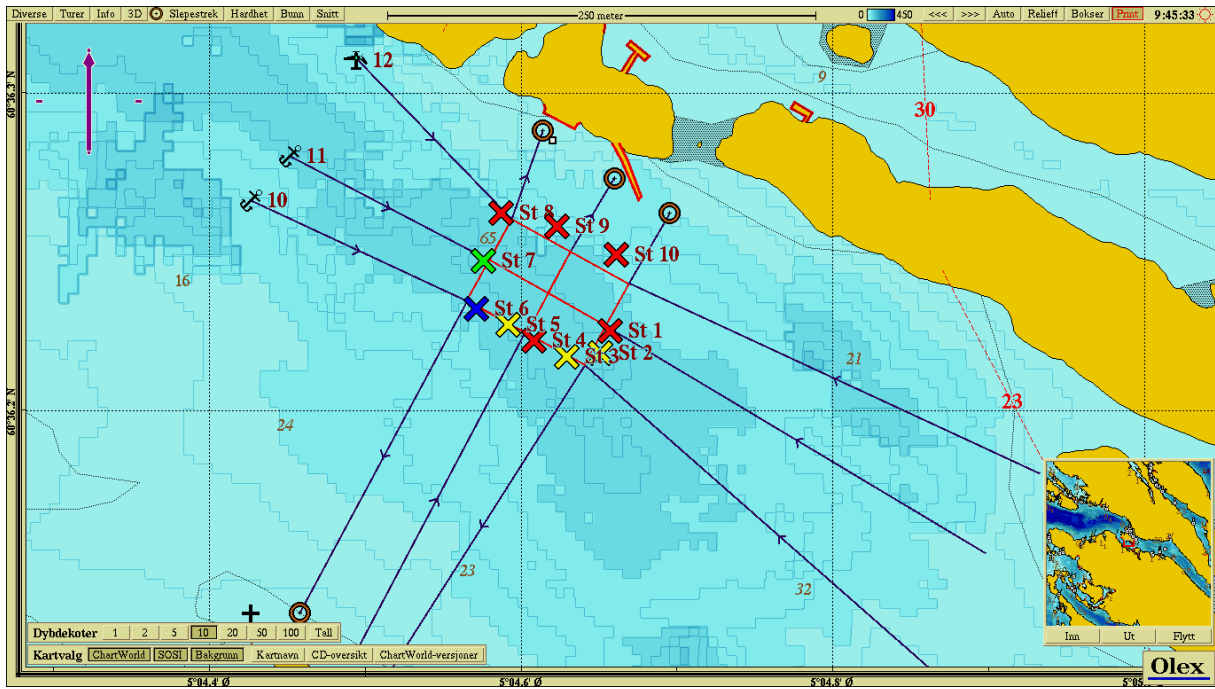 Diverse Turer Info 3D Slepestrek Hardhet Bunn Snitt 250 meter 0 450 <<< >>> Auto Relieff Bokser Print 9:45:33
12
9
30
60°36.3' N
11
10
St 8
St 9
65
St 10
St 7
16
St 6
St 5
St 1
St 4
St 2
St 3
21
23
60°36.2' N
24
23
32
Dybdekoter 1 2 5 10 20 50 100 Tall
Kartvalg ChartWorld SOSI Bakgrunn Kartnavn CD-oversikt ChartWorld-versjoner
Inn Ut Flytt
Olex
5°04.4' Ø 5°04.6' Ø 5°04.8' Ø